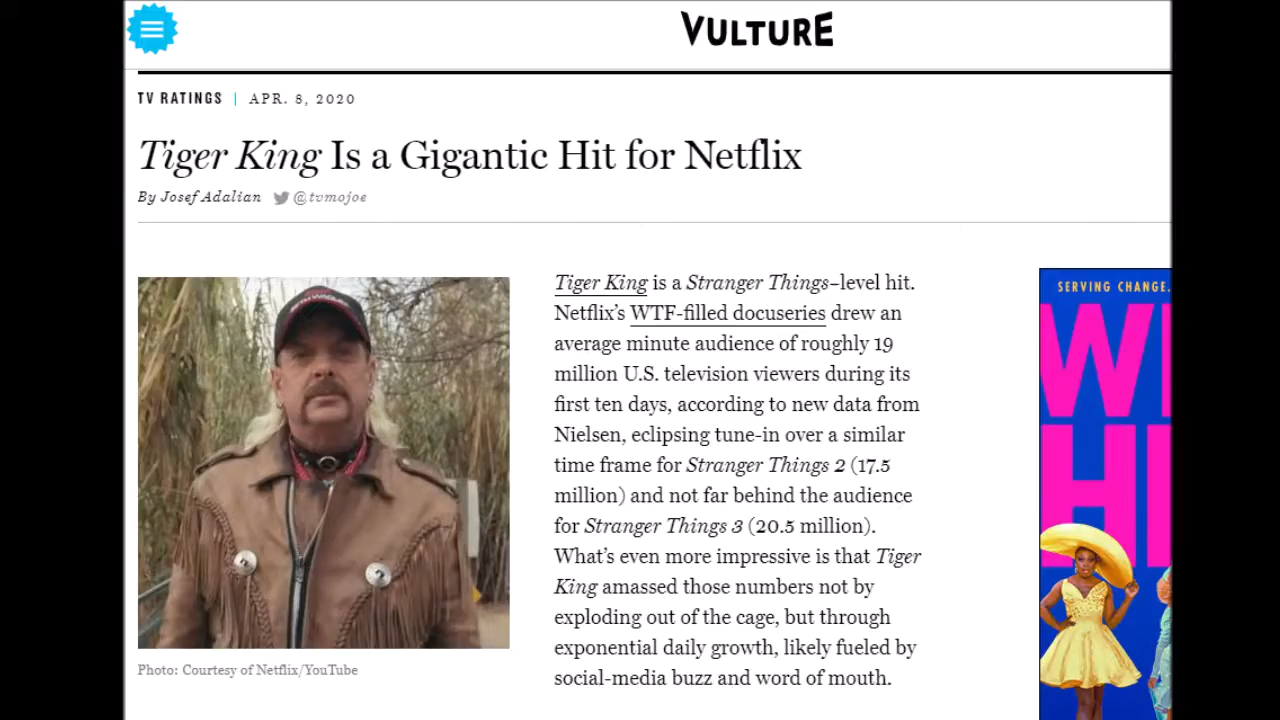 VULTURE
TV RATINGS | APR. 8, 2020
Tiger King Is a Gigantic Hit for Netflix
By Josef Adalian @tvmojoe
Tiger King is a Stranger Things–level hit.
Netflix’s WTF-filled docuseries drew an
average minute audience of roughly 19
million U.S. television viewers during its
first ten days, according to new data from
Nielsen, eclipsing tune-in over a similar
time frame for Stranger Things 2 (17.5
million) and not far behind the audience
for Stranger Things 3 (20.5 million).
What’s even more impressive is that Tiger
King amassed those numbers not by
exploding out of the cage, but through
exponential daily growth, likely fueled by
social-media buzz and word of mouth.
Photo: Courtesy of Netflix/YouTube
SERVING CHANGE.